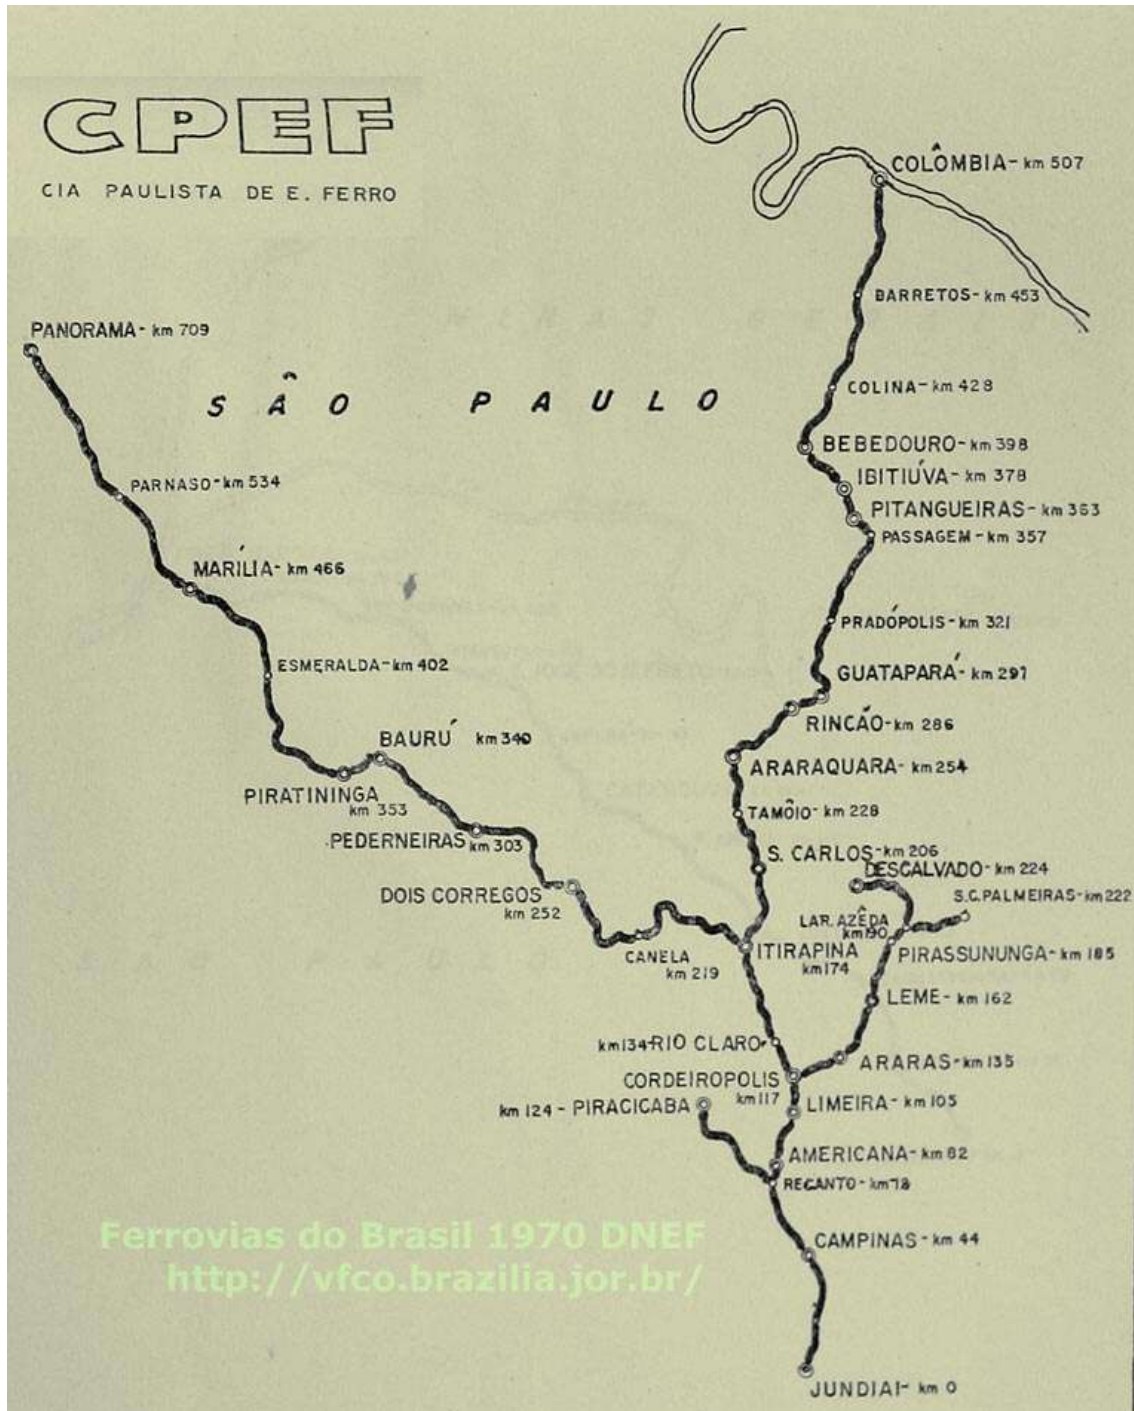 CPEF
CIA PAULISTA DE E. FERRO
COLÔMBIA - km 507
BARRETOS - km 453
PANORAMA - km 709
COLINA - km 428
SÂO PAULO
BEBEDOURO - km 398
IBITIÚVA - km 378
PARNASO - km 534
PITANGUEIRAS - km 363
PASSAGEM - km 357
MARÍLIA - km 466
PRADÓPOLIS - km 321
ESMERALDA - km 402
GUATAPARÁ - km 297
RINCÃO - km 286
BAURÚ km 340
ARARAQUARA - km 254
PIRATININGA
km 353
TAMÔIO - km 228
PEDERNEIRAS km 303
S. CARLOS - km 206
DESCALVADO - km 224
DOIS CORREGOS
km 252
S.C. PALMEIRAS - km 222
LAR. AZÊDA
km 190
CANELA
km 219
ITIRAPINA
km 174
PIRASSUNUNGA - km 185
LEME - km 162
km 134 - RIO CLARO
ARARAS - km 135
CORDEIROPOLIS
km 117
km 124 - PIRACICABA
LIMEIRA - km 105
AMERICANA - km 82
RECANTO - km 78
Ferrovias do Brasil 1970 DNEF
http://vfco.brazilia.jor.br/
CAMPINAS - km 44
JUNDIAI - km 0